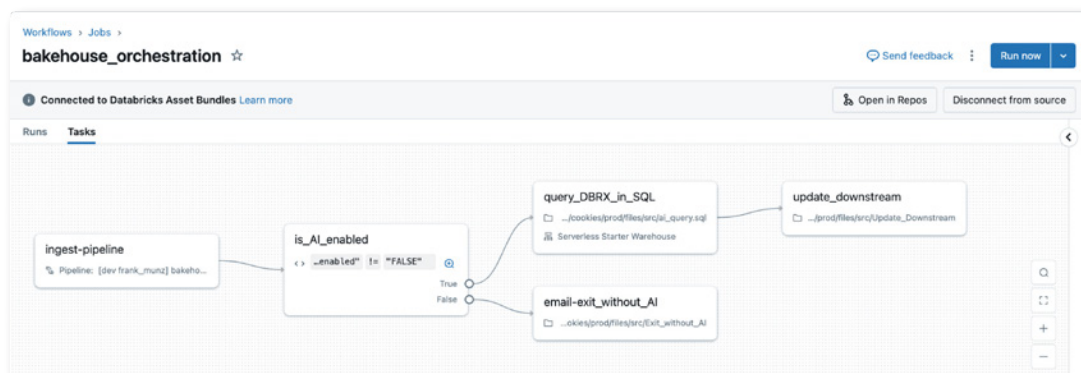 Workflows > Jobs >
bakehouse_orchestration
Send feedback
Run now
Connected to Databricks Asset Bundles Learn more
Open in Repos
Disconnect from source
Runs Tasks
ingest-pipeline
Pipeline: [dev frank_munz] bakeho...
is_AI_enabled
<> …enabled" != "FALSE"
True
False
query_DBRX_in_SQL
.../cookies/prod/files/src/ai_query.sql
Serverless Starter Warehouse
email-exit_without_AI
...okies/prod/files/src/Exit_without_AI
update_downstream
.../prod/files/src/Update_Downstream